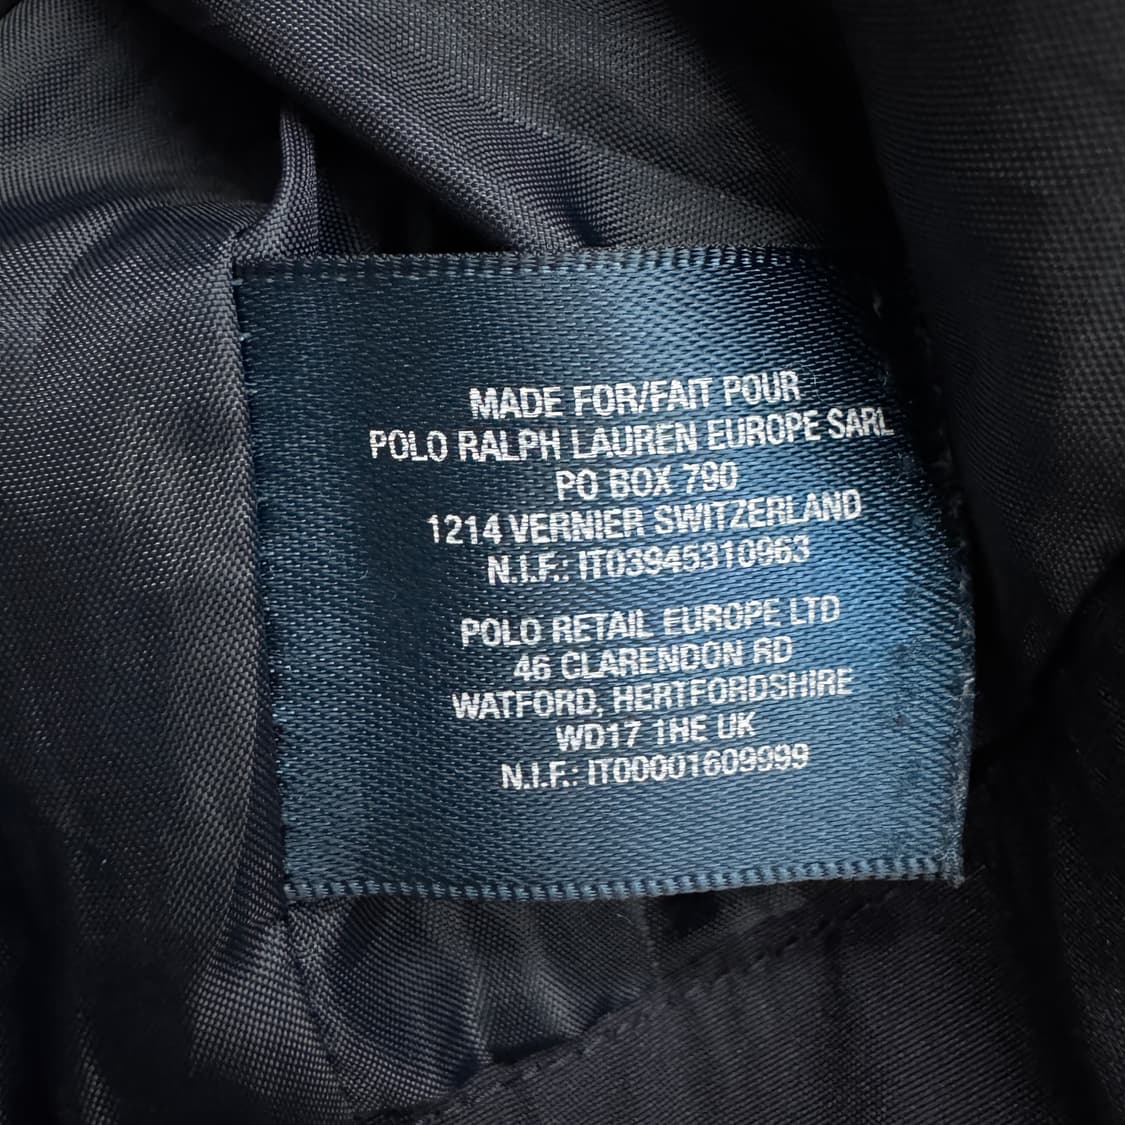 MADE FOR/FAIT POUR
POLO RALPH LAUREN EUROPE SARL
PO BOX 790
1214 VERNIER SWITZERLAND
N.I.F.: IT03945310963
POLO RETAIL EUROPE LTD
46 CLARENDON RD
WATFORD, HERTFORDSHIRE
WD17 1HE UK
N.I.F.: IT00001609999